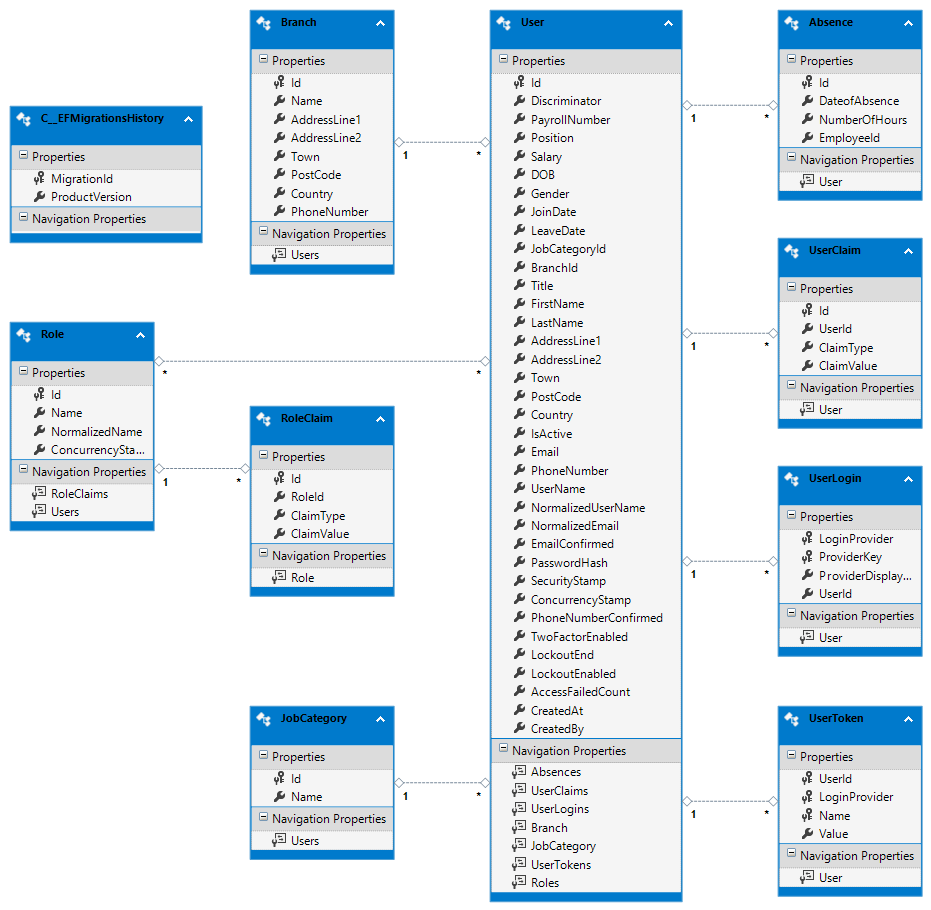 C__EFMigrationsHistory
Properties
MigrationId
ProductVersion
Navigation Properties
Role
Properties
Id
Name
NormalizedName
ConcurrencySta...
Navigation Properties
RoleClaims
Users
Branch
Properties
Id
Name
AddressLine1
AddressLine2
Town
PostCode
Country
PhoneNumber
Navigation Properties
Users
RoleClaim
Properties
Id
RoleId
ClaimType
ClaimValue
Navigation Properties
Role
JobCategory
Properties
Id
Name
Navigation Properties
Users
User
Properties
Id
Discriminator
PayrollNumber
Position
Salary
DOB
Gender
JoinDate
LeaveDate
JobCategoryId
BranchId
Title
FirstName
LastName
AddressLine1
AddressLine2
Town
PostCode
Country
IsActive
Email
PhoneNumber
UserName
NormalizedUserName
NormalizedEmail
EmailConfirmed
PasswordHash
SecurityStamp
ConcurrencyStamp
PhoneNumberConfirmed
TwoFactorEnabled
LockoutEnd
LockoutEnabled
AccessFailedCount
CreatedAt
CreatedBy
Navigation Properties
Absences
UserClaims
UserLogins
Branch
JobCategory
UserTokens
Roles
Absence
Properties
Id
DateofAbsence
NumberOfHours
EmployeeId
Navigation Properties
User
UserClaim
Properties
Id
UserId
ClaimType
ClaimValue
Navigation Properties
User
UserLogin
Properties
LoginProvider
ProviderKey
ProviderDisplay...
UserId
Navigation Properties
User
UserToken
Properties
UserId
LoginProvider
Name
Value
Navigation Properties
User
1 *
* *
1 *
1 *
1 *
1 *
1 *
1 *